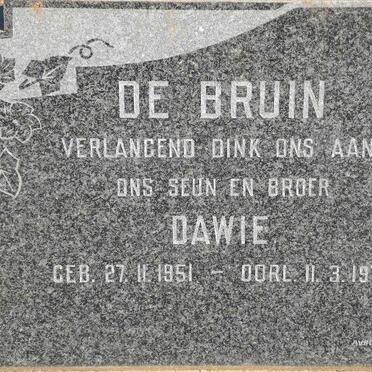 DE BRUIN
VERLANGEND DINK ONS AAN
ONS SEUN EN BROER
DAWIE
GEB. 27.11.1951 - OORL. 11.3.19